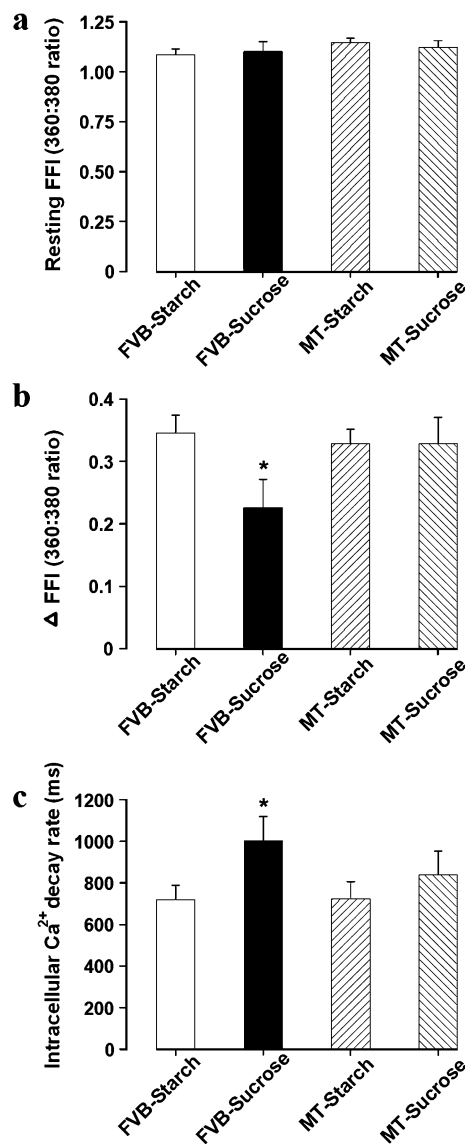 a
Resting FFI (360:380 ratio)
1.25
1.00
0.75
0.50
0.25
0
FVB-Starch
FVB-Sucrose
MT-Starch
MT-Sucrose
b
Δ FFI (360:380 ratio)
0.4
0.3
0.2
0.1
0
*
FVB-Starch
FVB-Sucrose
MT-Starch
MT-Sucrose
c
Intracellular Ca²⁺ decay rate (ms)
1200
1000
800
600
400
200
0
*
FVB-Starch
FVB-Sucrose
MT-Starch
MT-Sucrose